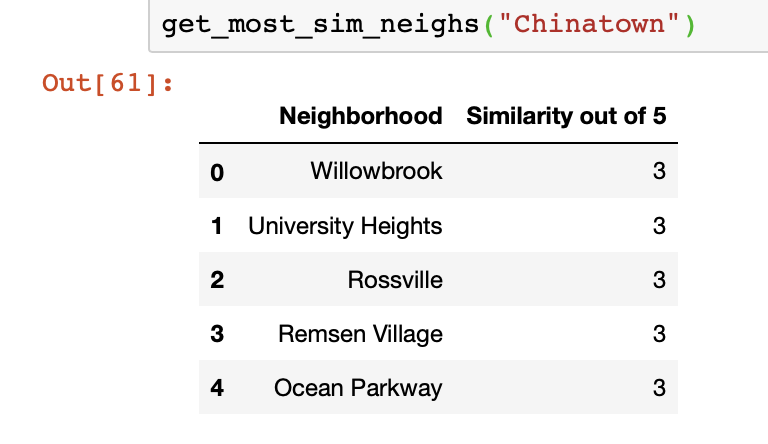 get_most_sim_neighs("Chinatown")
Out[61]:
Neighborhood Similarity out of 5
0 Willowbrook 3
1 University Heights 3
2 Rossville 3
3 Remsen Village 3
4 Ocean Parkway 3